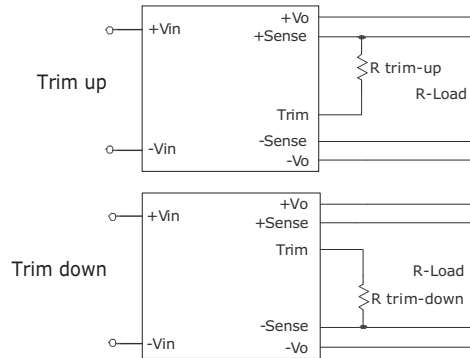 +Vo
+Vin
+Sense
R trim-up
Trim up
R-Load
Trim
-Sense
-Vin
-Vo
+Vo
+Vin
+Sense
Trim
Trim down
R-Load
R trim-down
-Sense
-Vin
-Vo